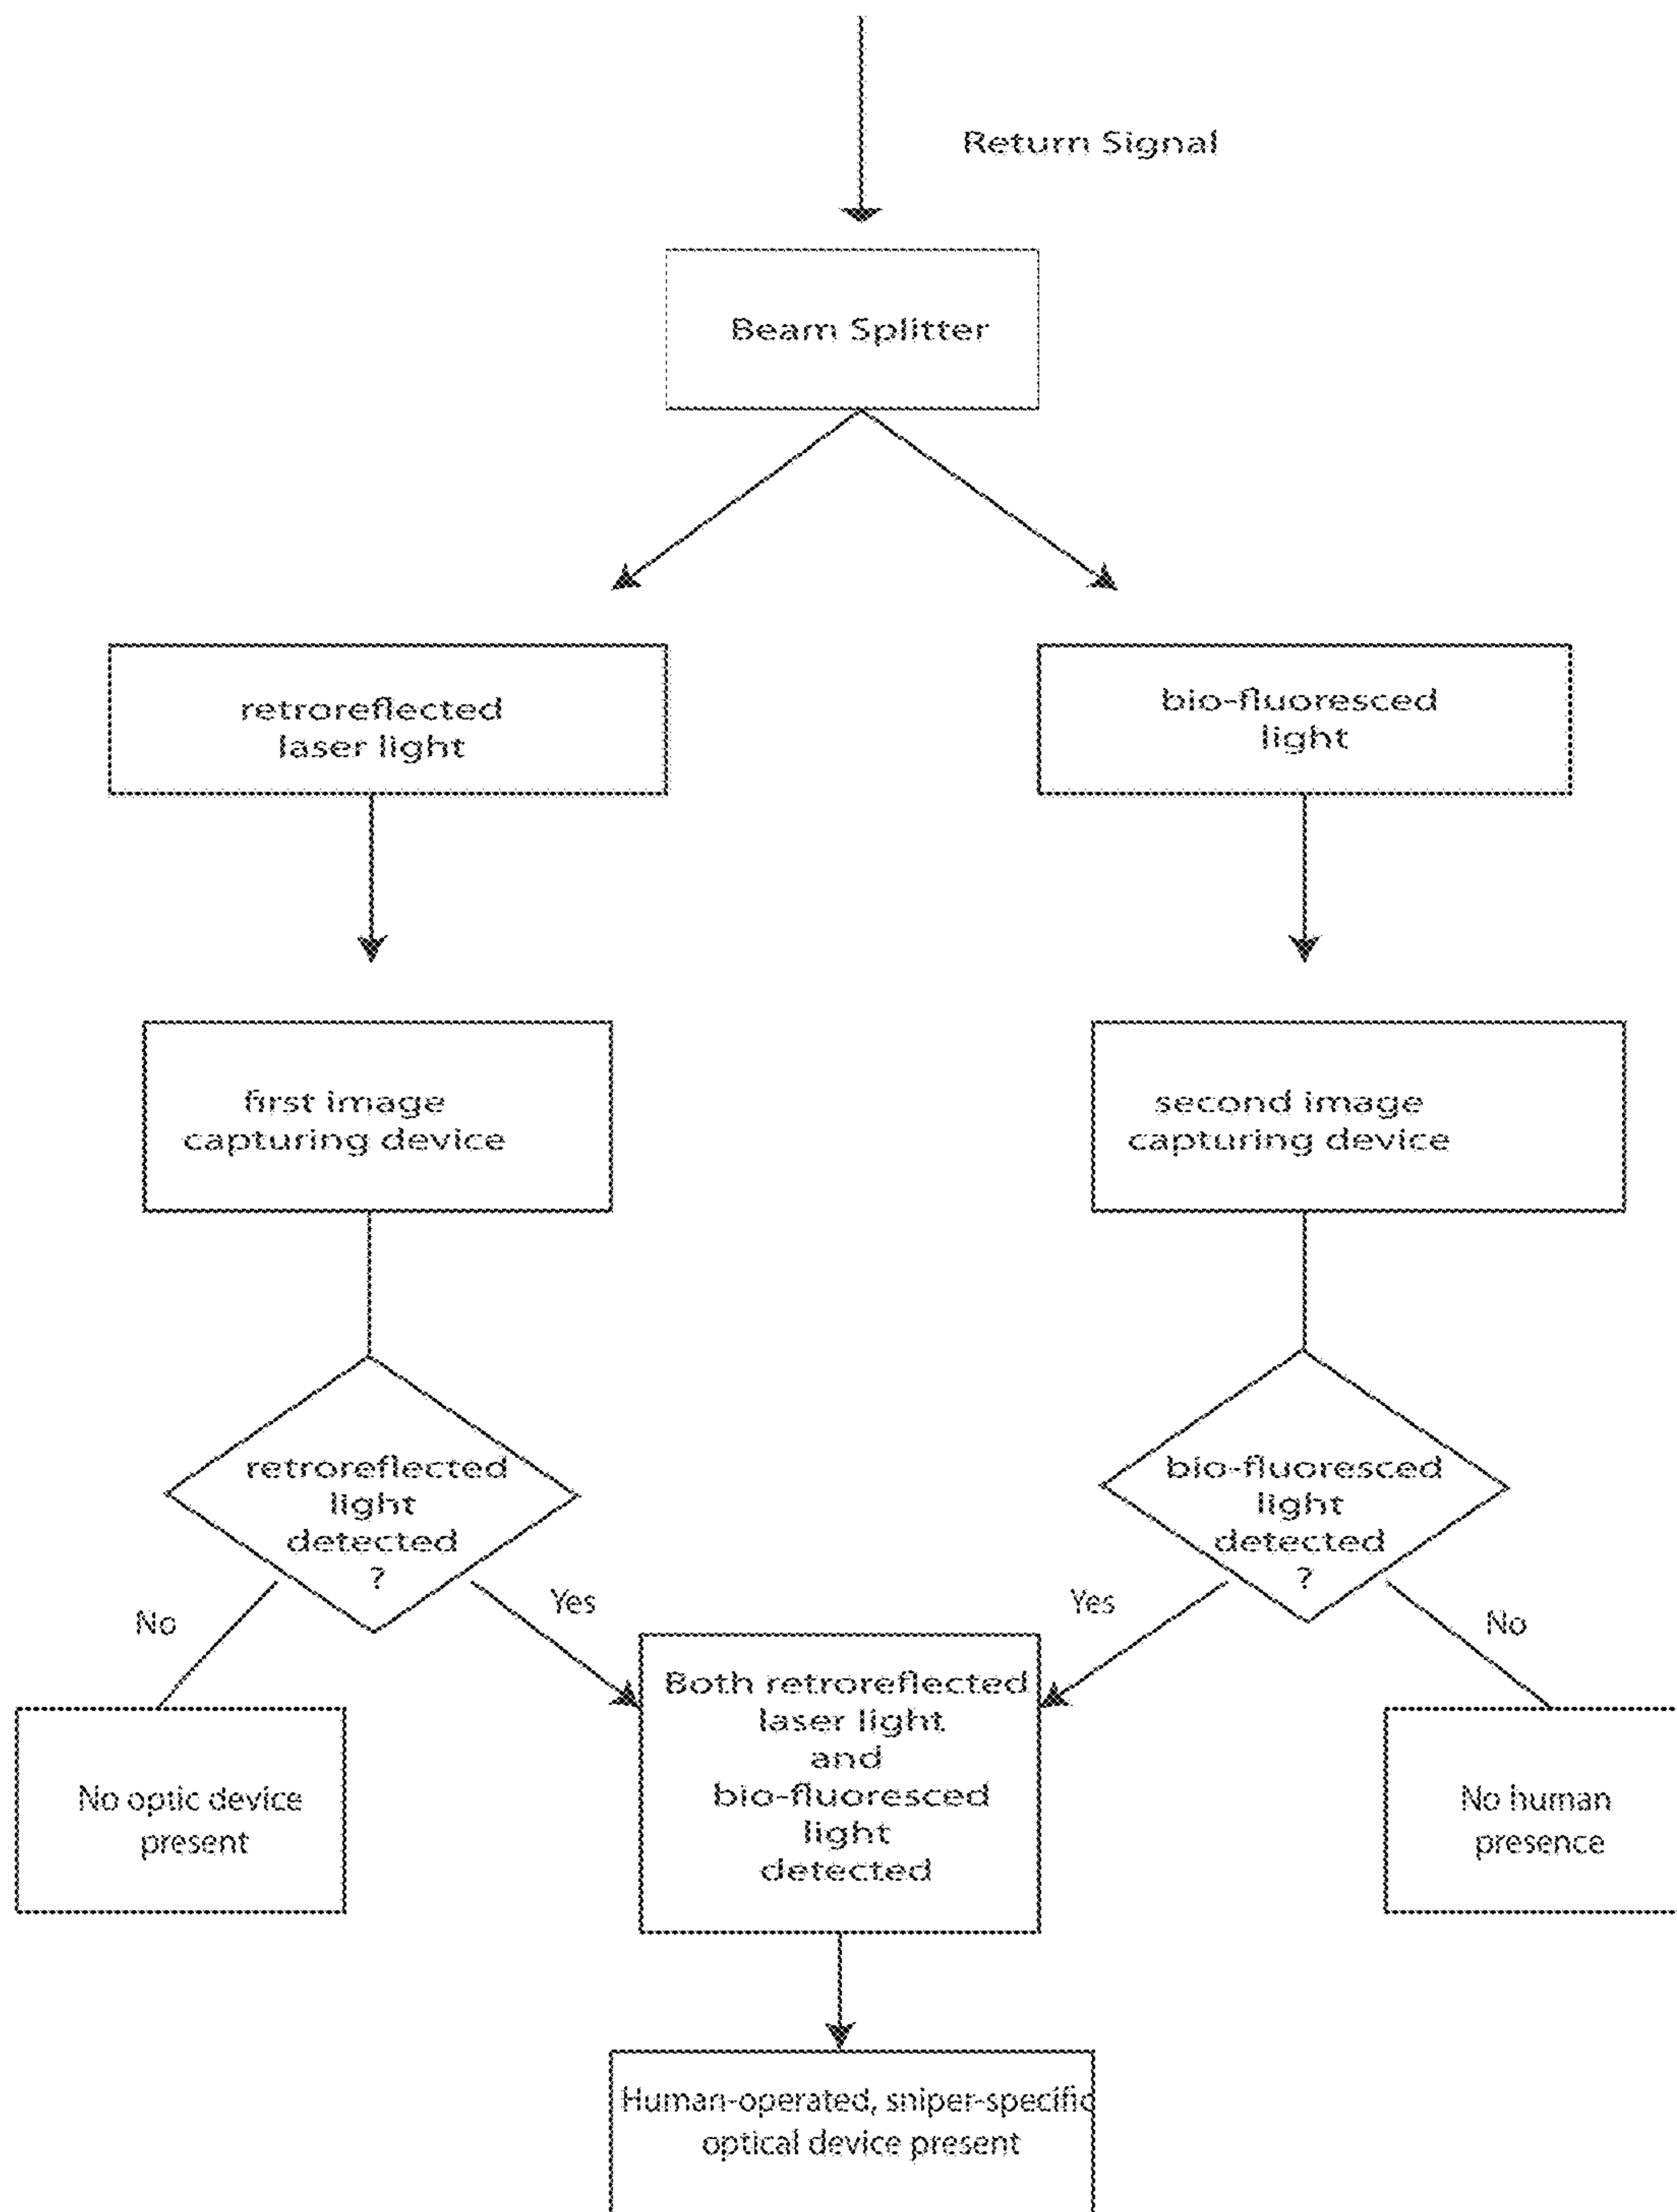 Return Signal
Beam Splitter
retroreflected
laser light
bio-fluoresced
light
first image
capturing device
second image
capturing device
retroreflected
light
detected
?
bio-fluoresced
light
detected
?
No
Yes
Yes
No
Both retroreflected
laser light
and
bio-fluoresced
light
detected
No optic device
present
No human
presence
Human-operated, sniper-specific
optical device present